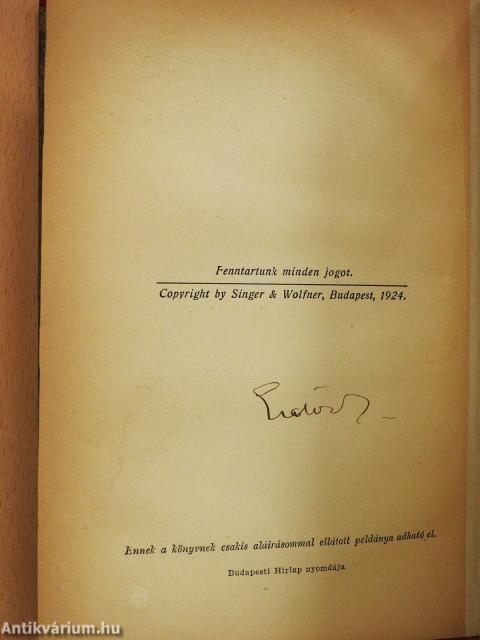 Fenntartunk minden jogot.
Copyright by Singer & Wolfner, Budapest, 1924.
Ennek a könyvnek csakis aláirásommal ellátott példánya adható el.
Budapesti Hirlap nyomdája
Antikvárium.hu